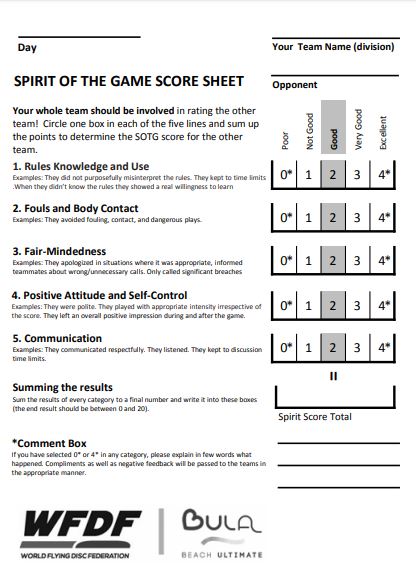 Day
Your Team Name (division)
SPIRIT OF THE GAME SCORE SHEET
Opponent
Your whole team should be involved in rating the other
team! Circle one box in each of the five lines and sum up
the points to determine the SOTG score for the other
team.
Poor
Not Good
Good
Very Good
Excellent
1. Rules Knowledge and Use
Examples: They did not purposefully misinterpret the rules. They kept to time limits
.When they didn't know the rules they showed a real willingness to learn
0* 1 2 3 4*
2. Fouls and Body Contact
Examples: They avoided fouling, contact, and dangerous plays.
0* 1 2 3 4*
3. Fair-Mindedness
Examples: They apologized in situations where it was appropriate, informed
teammates about wrong/unnecessary calls. Only called significant breaches
0* 1 2 3 4*
4. Positive Attitude and Self-Control
Examples: They were polite. They played with appropriate intensity irrespective of
the score. They left an overall positive impression during and after the game.
0* 1 2 3 4*
5. Communication
Examples: They communicated respectfully. They listened. They kept to discussion
time limits.
0* 1 2 3 4*
=
Summing the results
Sum the results of every category to a final number and write it into these boxes
(the end result should be between 0 and 20).
Spirit Score Total
*Comment Box
If you have selected 0* or 4* in any category, please explain in few words what
happened. Compliments as well as negative feedback will be passed to the teams in
the appropriate manner.
WFDF
WORLD FLYING DISC FEDERATION
BULA
BEACH ULTIMATE